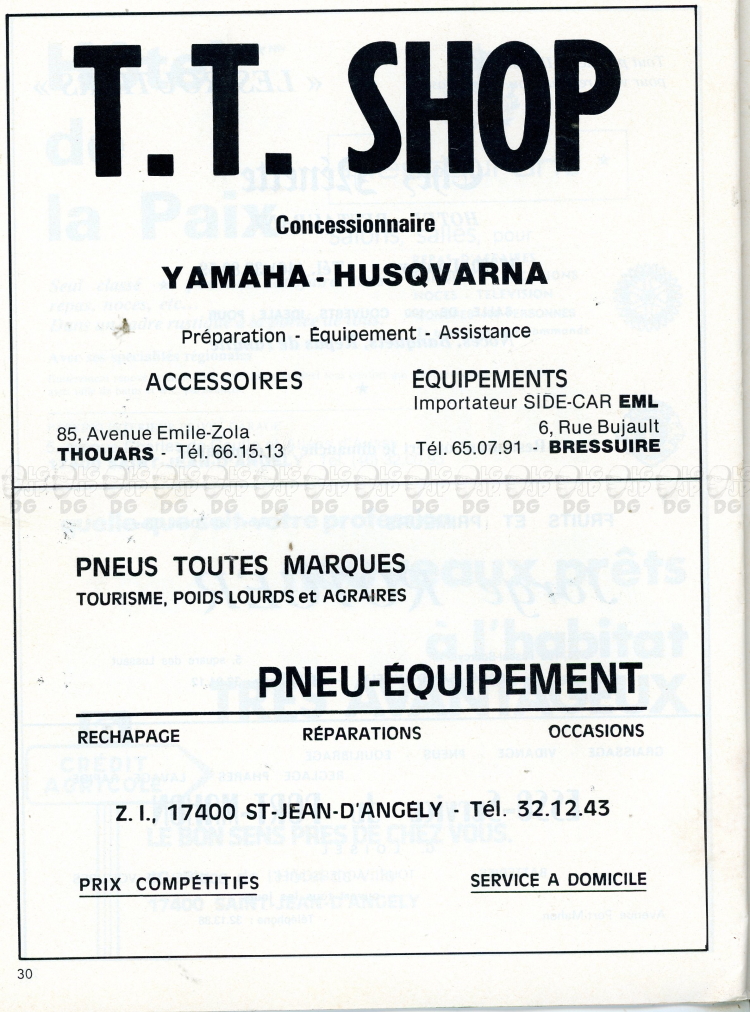 T.T. SHOP
Concessionnaire
YAMAHA - HUSQVARNA
Préparation - Équipement - Assistance
ACCESSOIRES
ÉQUIPEMENTS
Importateur SIDE-CAR EML
85, Avenue Emile-Zola
THOUARS - Tél. 66.15.13
6, Rue Bujault
Tél. 65.07.91 - BRESSUIRE
PNEUS TOUTES MARQUES
TOURISME, POIDS LOURDS et AGRAIRES
PNEU-ÉQUIPEMENT
RECHAPAGE RÉPARATIONS OCCASIONS
Z. I., 17400 ST-JEAN-D'ANGÉLY - Tél. 32.12.43
PRIX COMPÉTITIFS SERVICE A DOMICILE
30